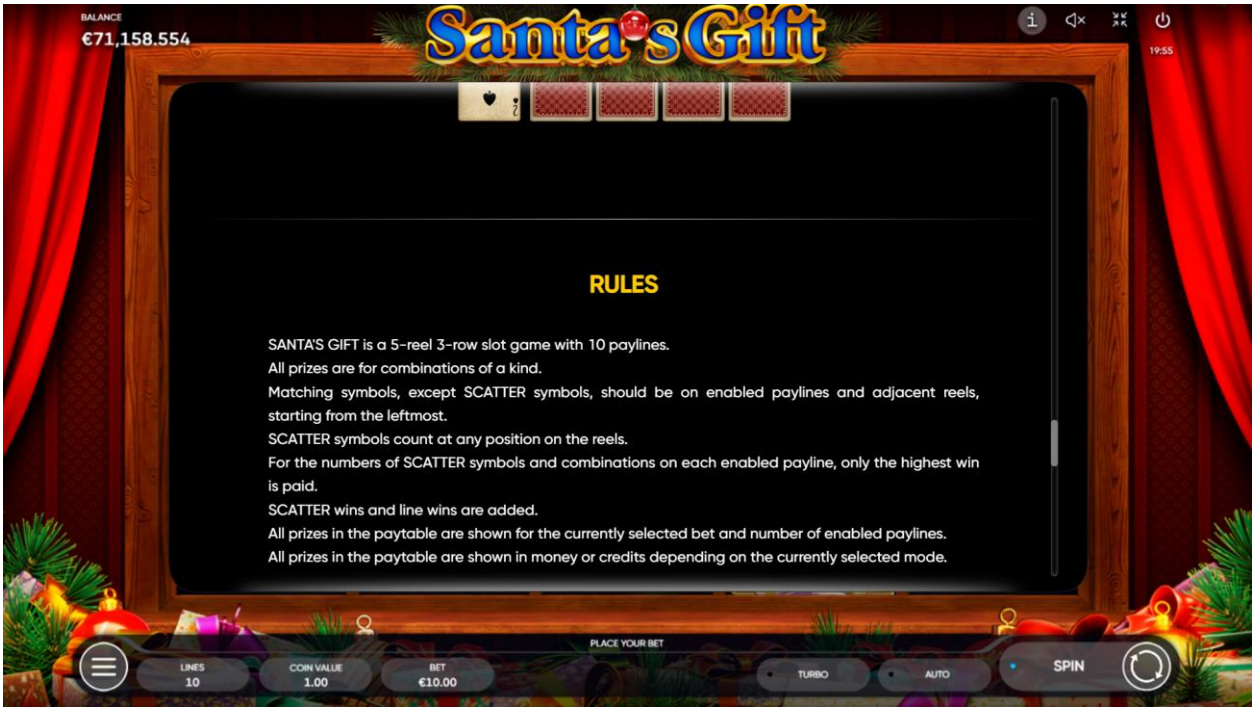 BALANCE
€71,158.554
Santa's Gift
i
19:55
2
RULES
SANTA'S GIFT is a 5-reel 3-row slot game with 10 paylines.
All prizes are for combinations of a kind.
Matching symbols, except SCATTER symbols, should be on enabled paylines and adjacent reels,
starting from the leftmost.
SCATTER symbols count at any position on the reels.
For the numbers of SCATTER symbols and combinations on each enabled payline, only the highest win
is paid.
SCATTER wins and line wins are added.
All prizes in the paytable are shown for the currently selected bet and number of enabled paylines.
All prizes in the paytable are shown in money or credits depending on the currently selected mode.
PLACE YOUR BET
LINES
10
COIN VALUE
1.00
BET
€10.00
TURBO
AUTO
SPIN